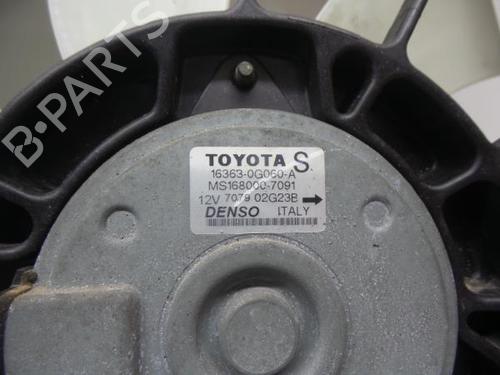 B-PARTS
TOYOTA S
16363-0G060-A
MS168000-7091
12V 7079 02G23B
DENSO ITALY